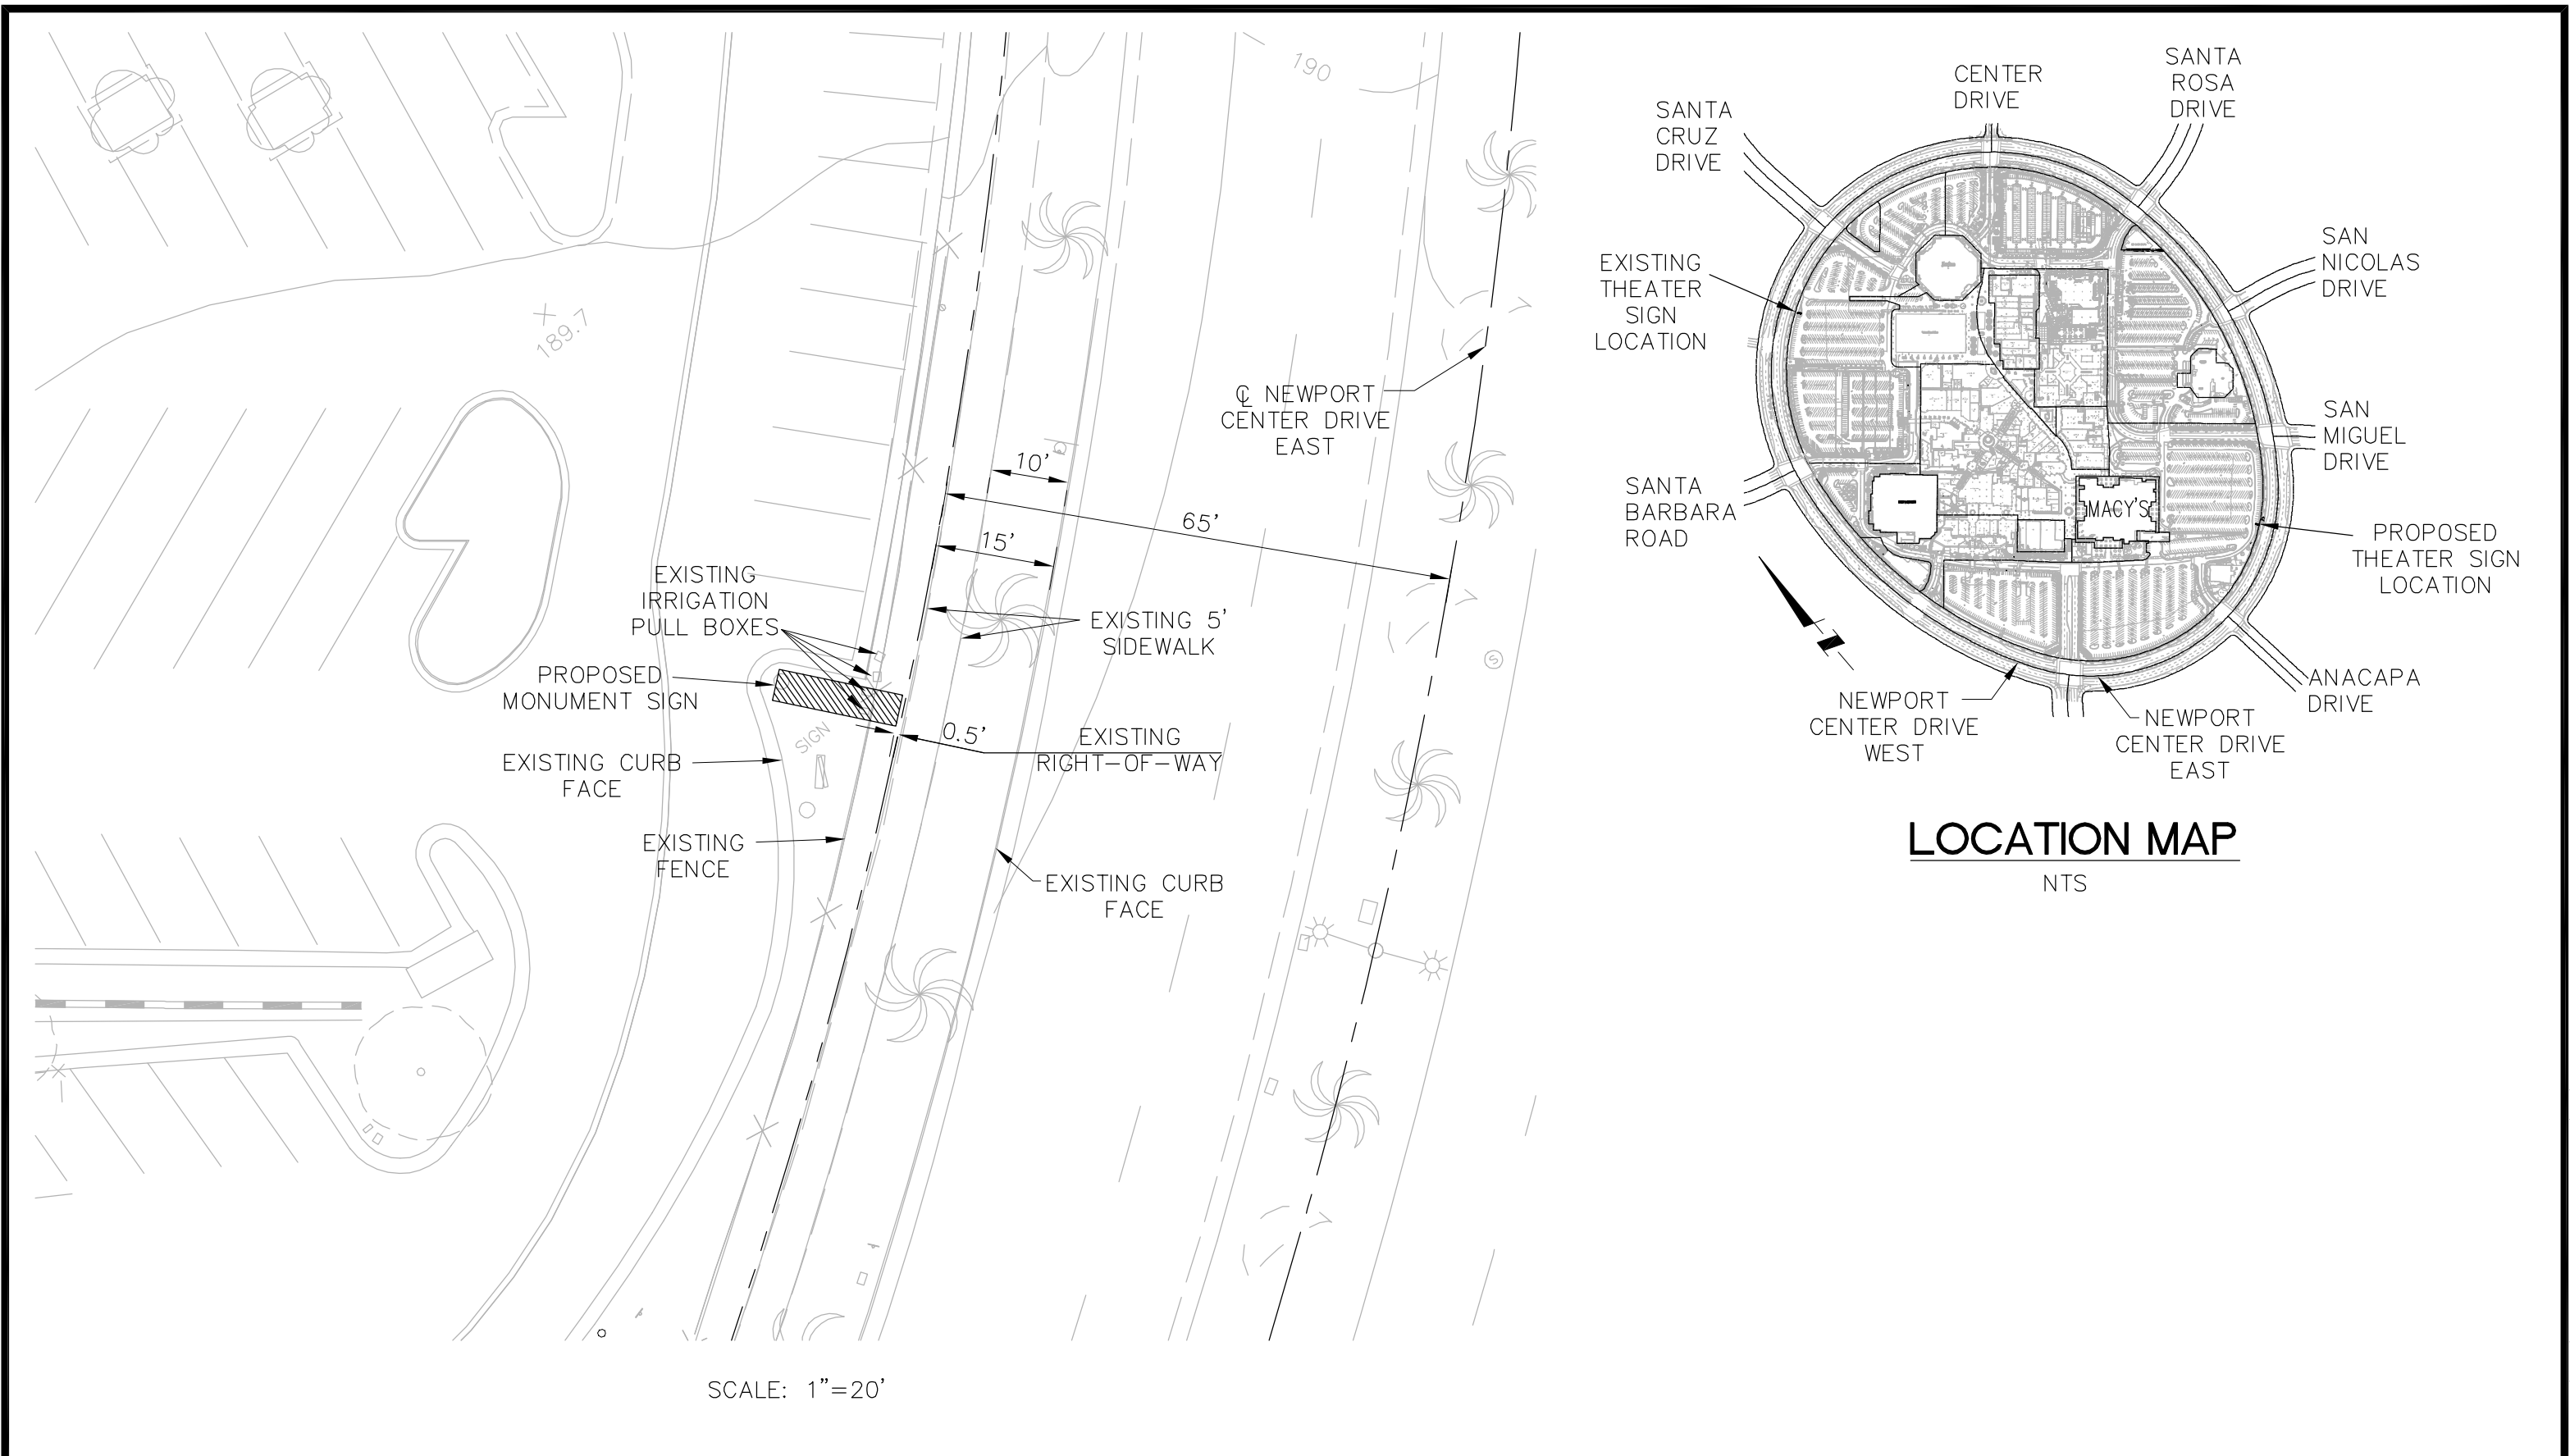 190
189.7
℄ NEWPORT
CENTER DRIVE
EAST
10'
65'
15'
EXISTING
IRRIGATION
PULL BOXES
EXISTING 5'
SIDEWALK
PROPOSED
MONUMENT SIGN
SIGN
0.5'
EXISTING
RIGHT-OF-WAY
EXISTING CURB
FACE
EXISTING
FENCE
EXISTING CURB
FACE
S
SCALE: 1"=20'
CENTER
DRIVE
SANTA
ROSA
DRIVE
SANTA
CRUZ
DRIVE
SAN
NICOLAS
DRIVE
EXISTING
THEATER
SIGN
LOCATION
SAN
MIGUEL
DRIVE
SANTA
BARBARA
ROAD
MACY'S
PROPOSED
THEATER SIGN
LOCATION
N
ANACAPA
DRIVE
NEWPORT
CENTER DRIVE
WEST
NEWPORT
CENTER DRIVE
EAST
LOCATION MAP
NTS